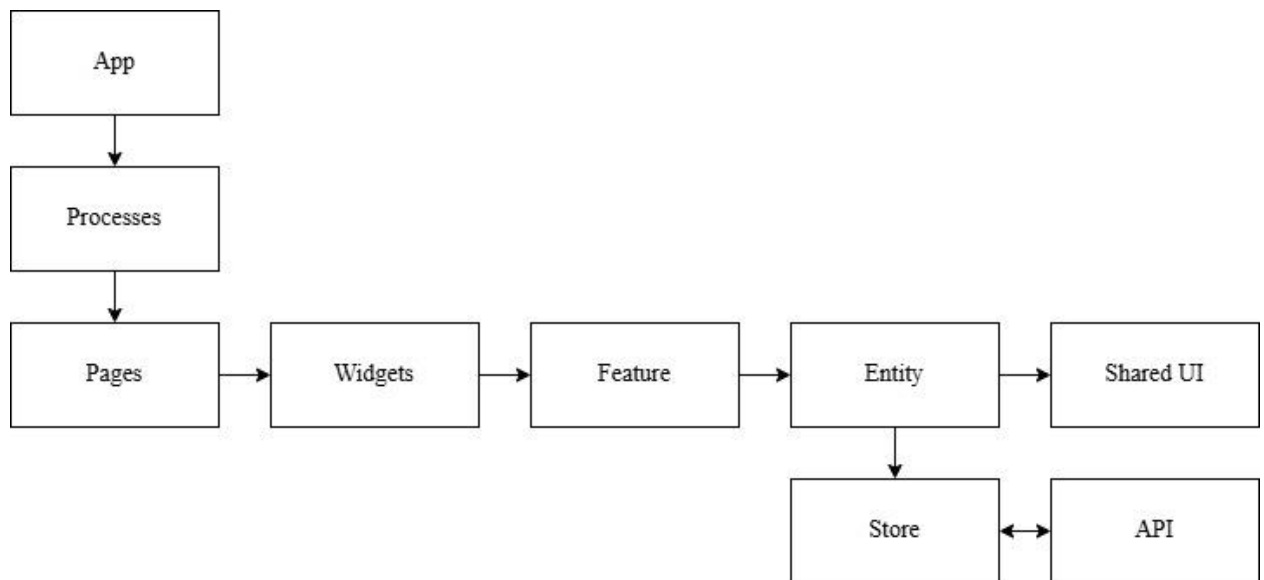 App
Processes
Pages
Widgets
Feature
Entity
Shared UI
Store
API